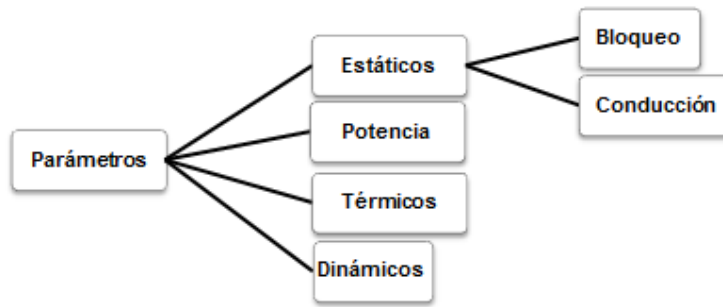 Parámetros
Estáticos
Bloqueo
Conducción
Potencia
Térmicos
Dinámicos